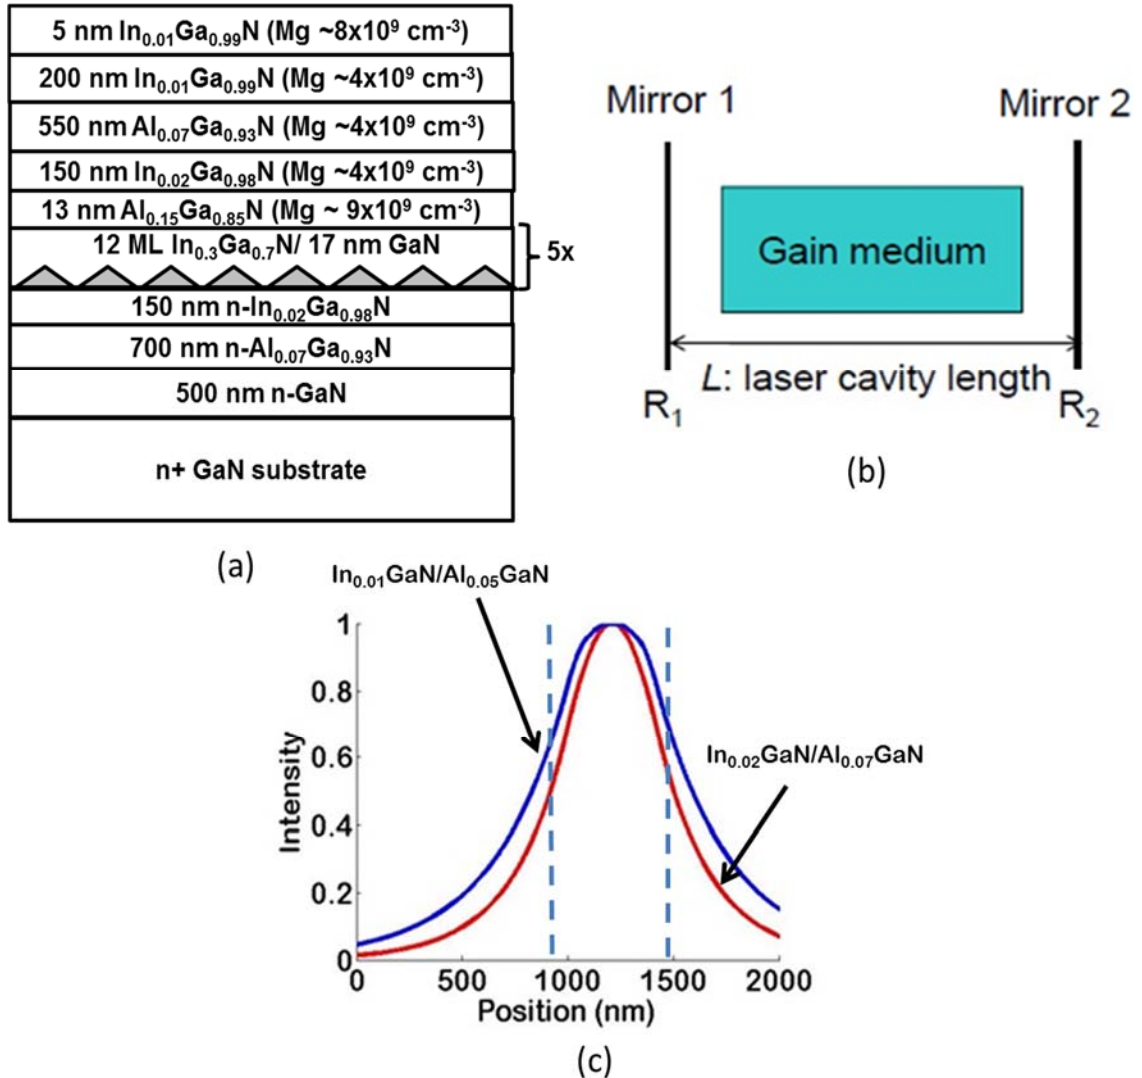 5 nm In0.01Ga0.99N (Mg ~8x10⁹ cm⁻³)
200 nm In0.01Ga0.99N (Mg ~4x10⁹ cm⁻³)
550 nm Al0.07Ga0.93N (Mg ~4x10⁹ cm⁻³)
150 nm In0.02Ga0.98N (Mg ~4x10⁹ cm⁻³)
13 nm Al0.15Ga0.85N (Mg ~ 9x10⁹ cm⁻³)
12 ML In0.3Ga0.7N/ 17 nm GaN
5x
150 nm n-In0.02Ga0.98N
700 nm n-Al0.07Ga0.93N
500 nm n-GaN
n+ GaN substrate
(a)
Mirror 1
Mirror 2
Gain medium
L: laser cavity length
R1
R2
(b)
In0.01GaN/Al0.05GaN
In0.02GaN/Al0.07GaN
Intensity
1
0.8
0.6
0.4
0.2
0
0 500 1000 1500 2000
Position (nm)
(c)